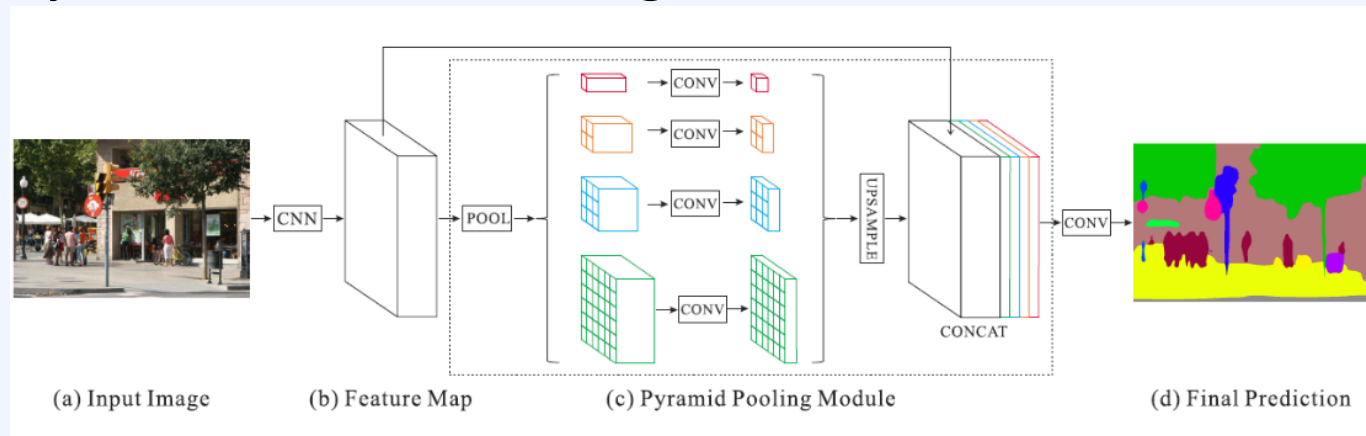 CNN
POOL
CONV
CONV
CONV
CONV
UPSAMPLE
CONCAT
CONV
(a) Input Image
(b) Feature Map
(c) Pyramid Pooling Module
(d) Final Prediction